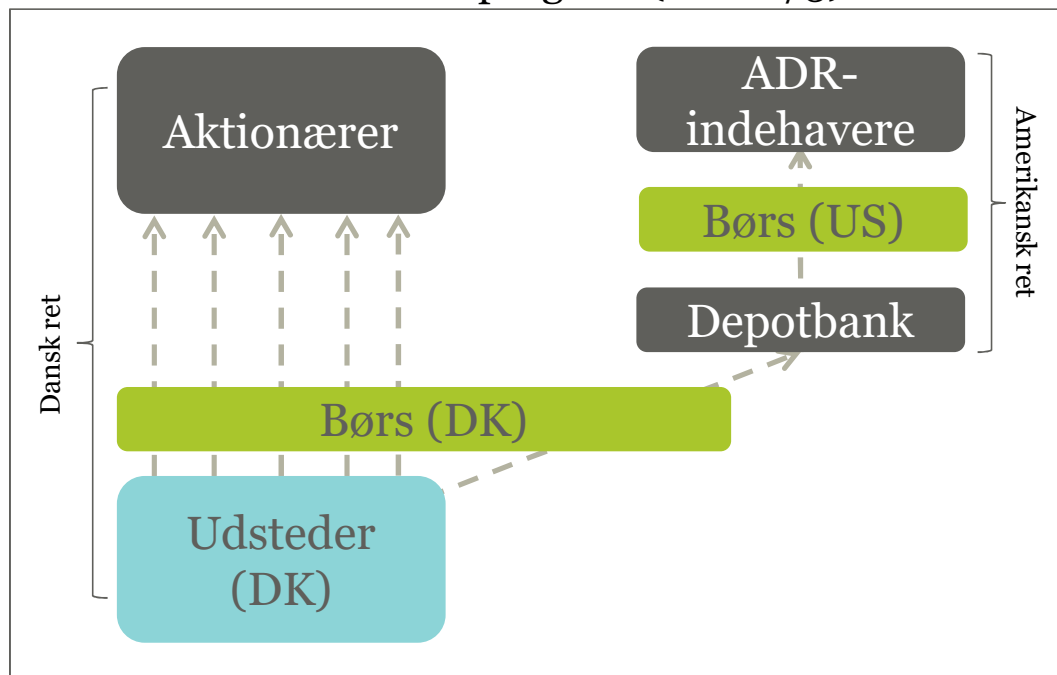 Aktionærer
ADR-
indehavere
Børs (US)
Depotbank
Børs (DK)
Udsteder
(DK)
Dansk ret
Amerikansk ret